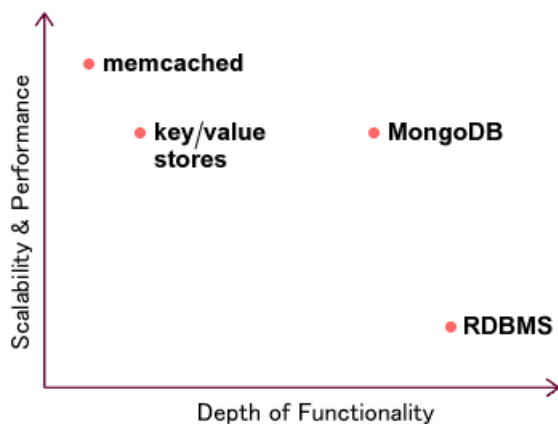 Scalability & Performance
memcached
key/value
stores
MongoDB
RDBMS
Depth of Functionality